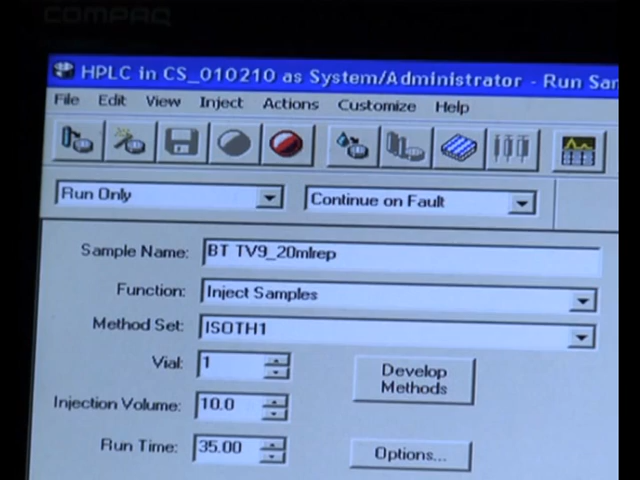 COMPAQ
HPLC in CS_010210 as System/Administrator - Run Sam
File Edit View Inject Actions Customize Help
Run Only Continue on Fault
Sample Name: BT TV9_20mlrep
Function: Inject Samples
Method Set: ISOTH1
Vial: 1
Develop Methods
Injection Volume: 10.0
Run Time: 35.00 Options...